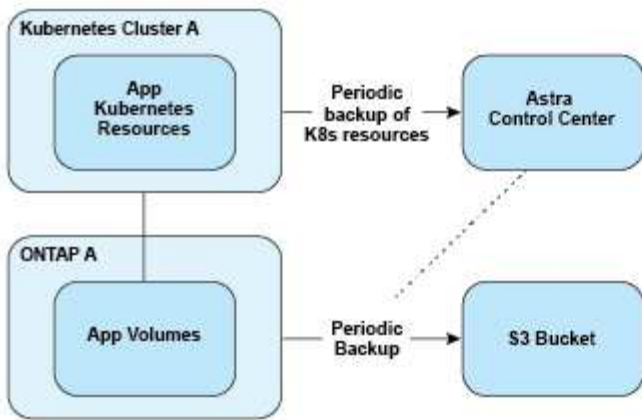 Kubernetes Cluster A
App
Kubernetes
Resources
Periodic
backup of
K8s resources
Astra
Control Center
ONTAP A
App Volumes
Periodic
Backup
S3 Bucket